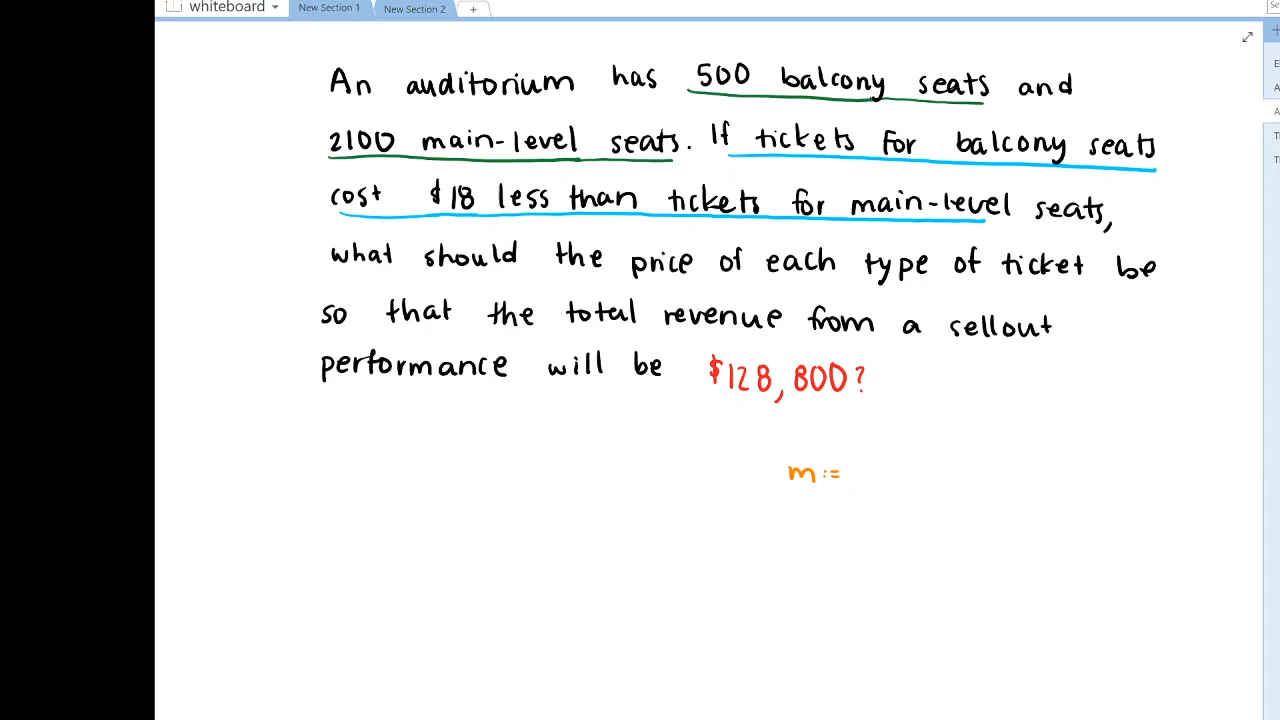 whiteboard
New Section 1
New Section 2
+
An auditorium has 500 balcony seats and
2100 main-level seats. If tickets for balcony seats
cost $18 less than tickets for main-level seats,
what should the price of each type of ticket be
so that the total revenue from a sellout
performance will be $128,800?
m :=